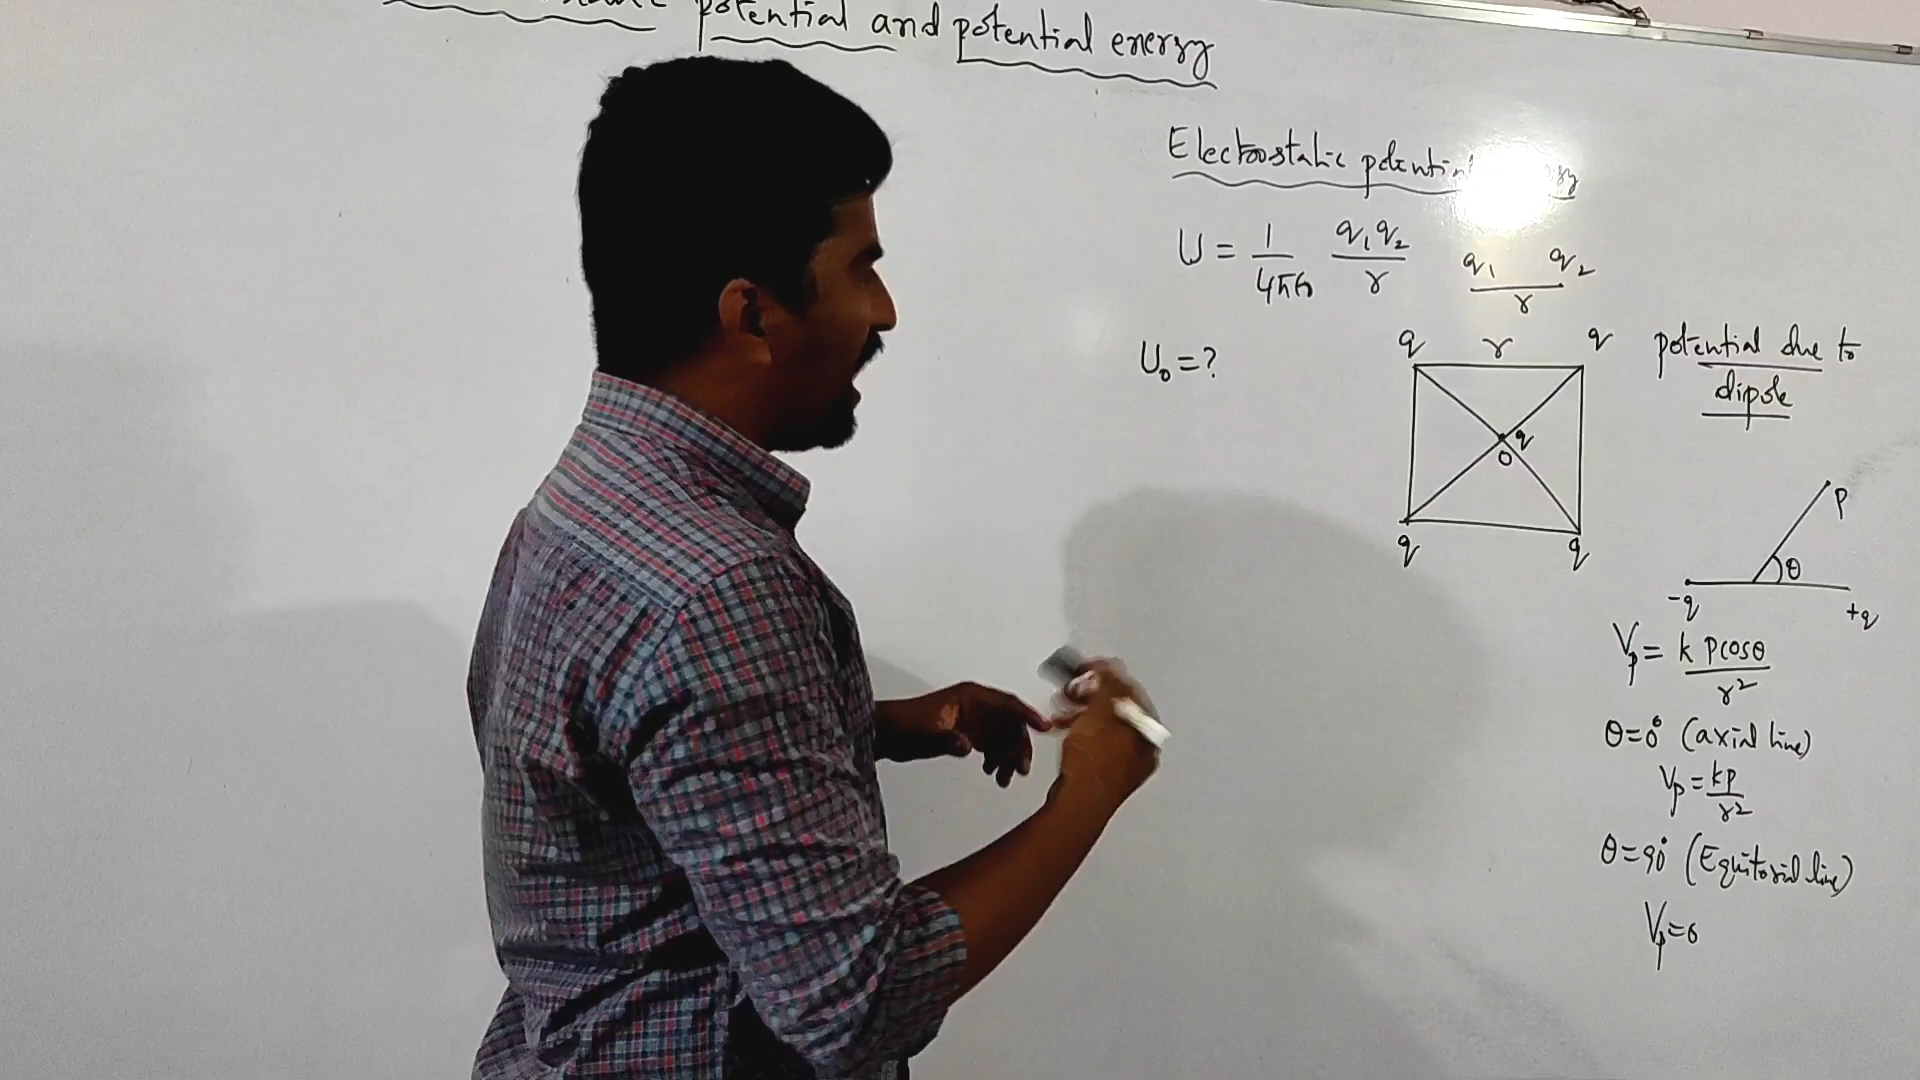 potential and potential energy
Electrostatic
U = 1/4πε₀ q₁q₂/r
q₁ q₂
r
U₀ = ?
q r q
q
O
q q
potential due to
dipole
P
θ
-q +q
Vp = k pcosθ/r²
θ=0° (axial line)
Vp = kp/r²
θ=90° (Equitorial line)
Vp=0